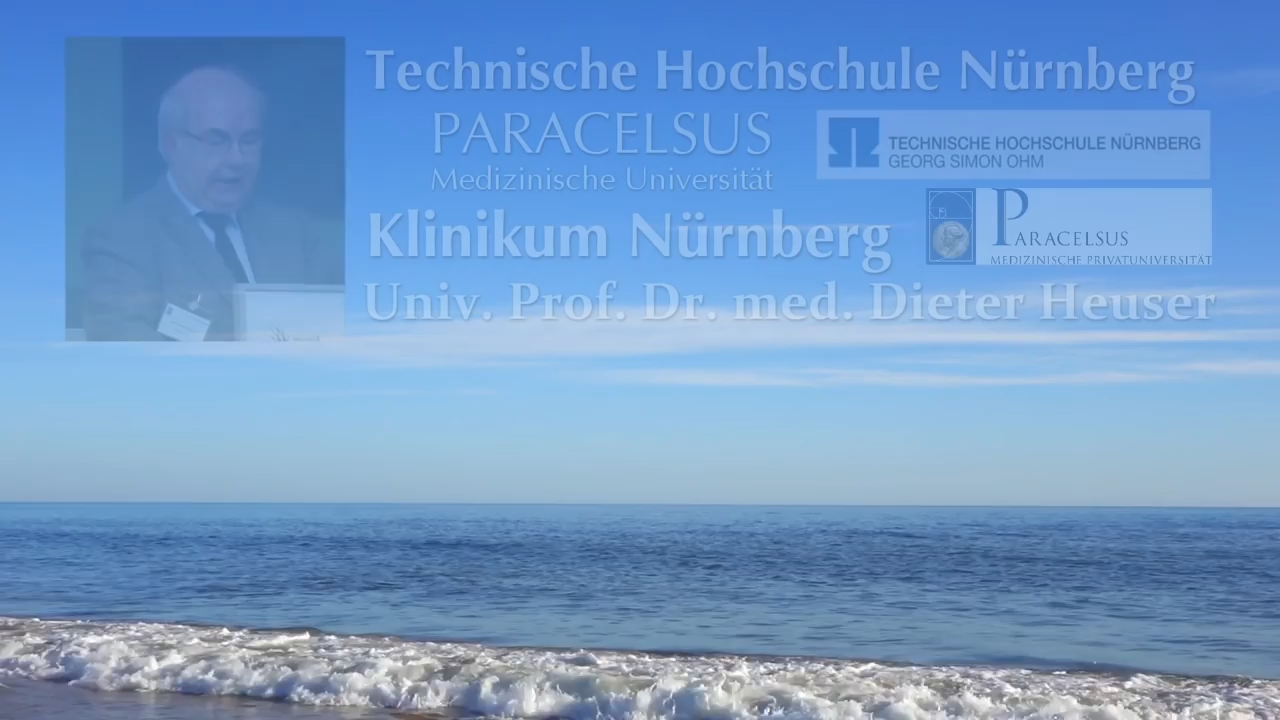 Technische Hochschule Nürnberg
PARACELSUS
Medizinische Universität
TECHNISCHE HOCHSCHULE NÜRNBERG
GEORG SIMON OHM
PARACELSUS
MEDIZINISCHE PRIVATUNIVERSITÄT
Klinikum Nürnberg
Univ. Prof. Dr. med. Dieter Heuser